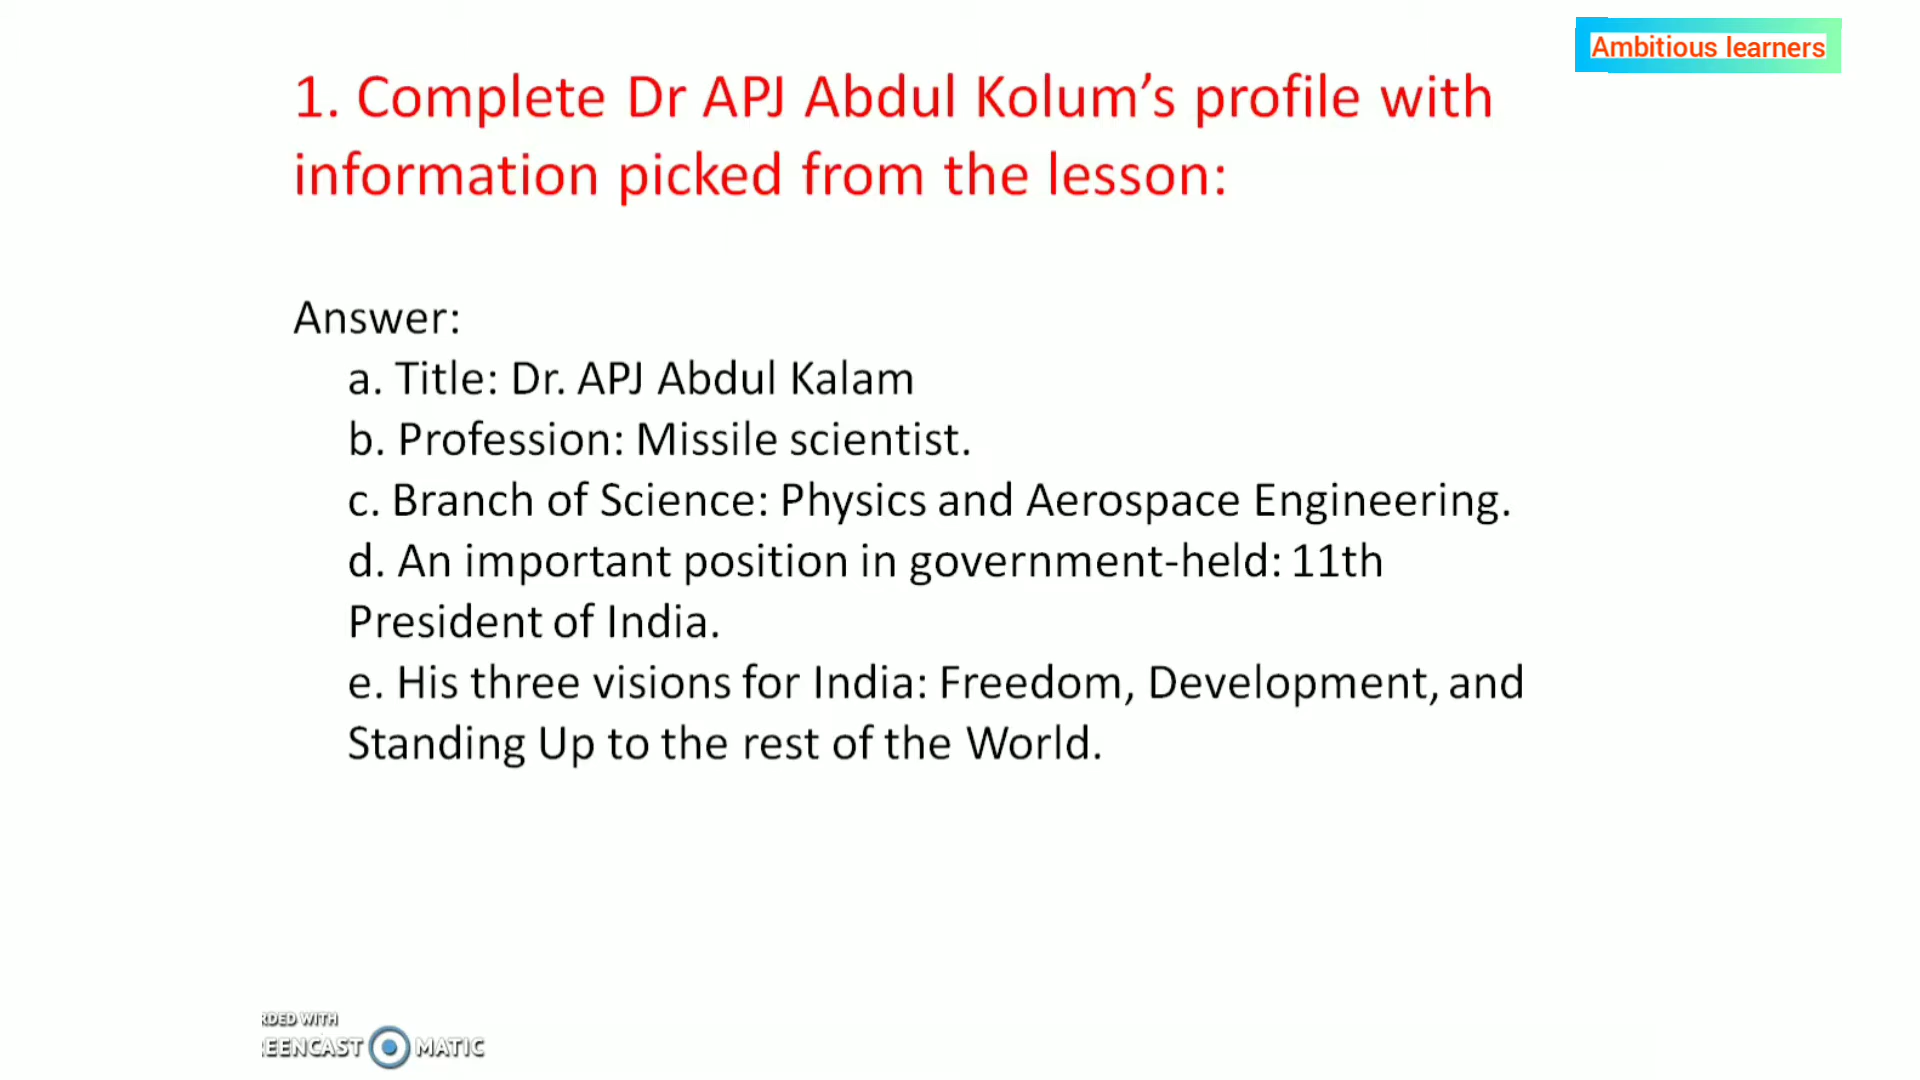 Ambitious learners
1. Complete Dr APJ Abdul Kolum’s profile with
information picked from the lesson:
Answer:
a. Title: Dr. APJ Abdul Kalam
b. Profession: Missile scientist.
c. Branch of Science: Physics and Aerospace Engineering.
d. An important position in government-held: 11th
President of India.
e. His three visions for India: Freedom, Development, and
Standing Up to the rest of the World.
RDED WITH
EENCAST MATIC